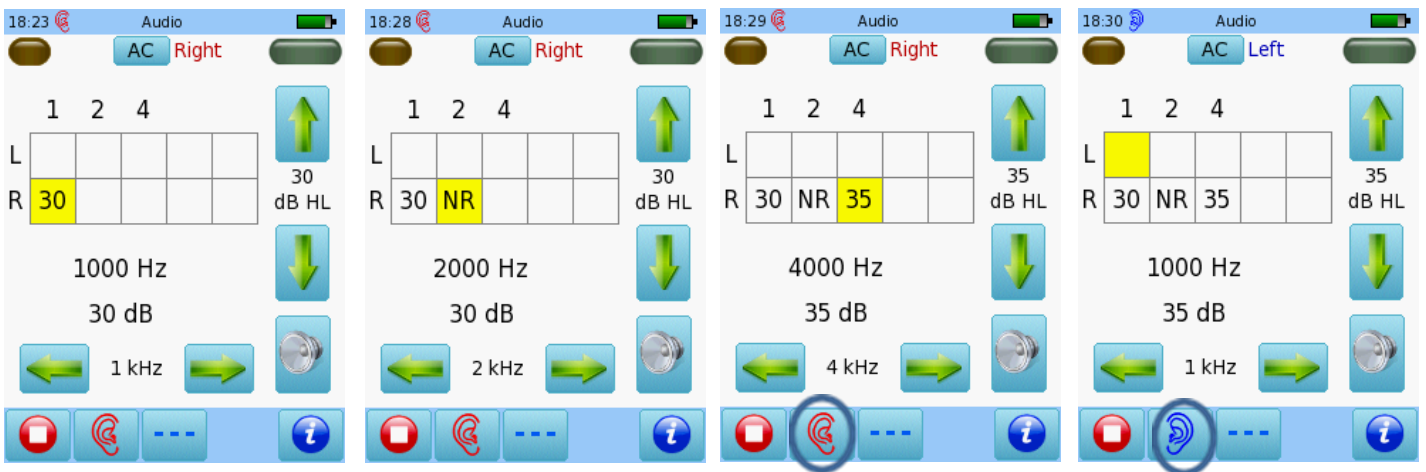 18:23 Audio
AC Right
1 2 4
L
R 30
30
dB HL
1000 Hz
30 dB
1 kHz
i
18:28 Audio
AC Right
1 2 4
L
R 30 NR
30
dB HL
2000 Hz
30 dB
2 kHz
i
18:29 Audio
AC Right
1 2 4
L
R 30 NR 35
35
dB HL
4000 Hz
35 dB
4 kHz
i
18:30 Audio
AC Left
1 2 4
L
R 30 NR 35
35
dB HL
1000 Hz
35 dB
1 kHz
i